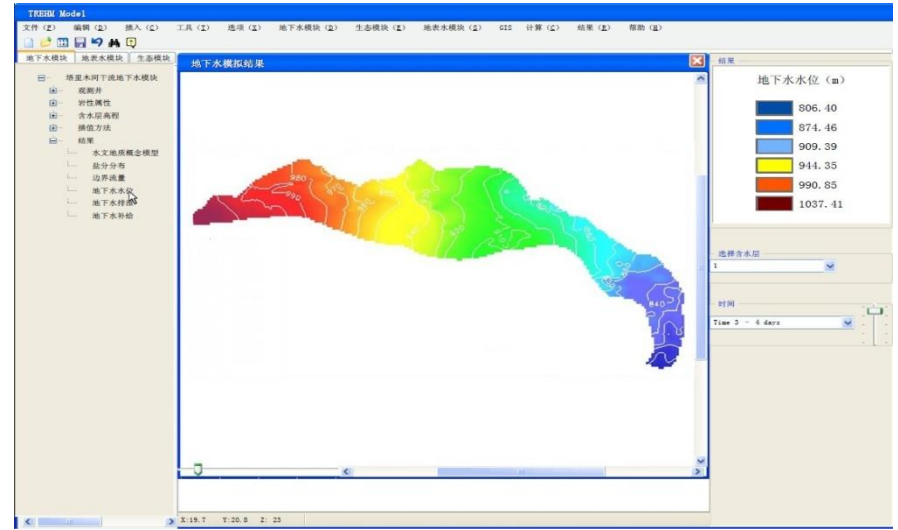 TREHM Model
文件 (F) 编辑 (D) 插入 (C) 工具 (I) 选项 (X) 地下水模块 (D) 生态模块 (E) 地表水模块 (S) GIS 计算 (C) 结果 (R) 帮助 (H)
地下水模块 地表水模块 生态模块
塔里木河干流地下水模块
观测井
岩性属性
含水层高程
插值方法
结果
水文地质概念模型
盐分分布
边界流量
地下水水位
地下水排泄
地下水补给
地下水模拟结果
980
990
840
结果
地下水水位 (m)
806.40
874.46
909.39
944.35
990.85
1037.41
选择含水层
1
时间
Time 3 - 4 days
X:19.7 Y:20.8 Z: 23